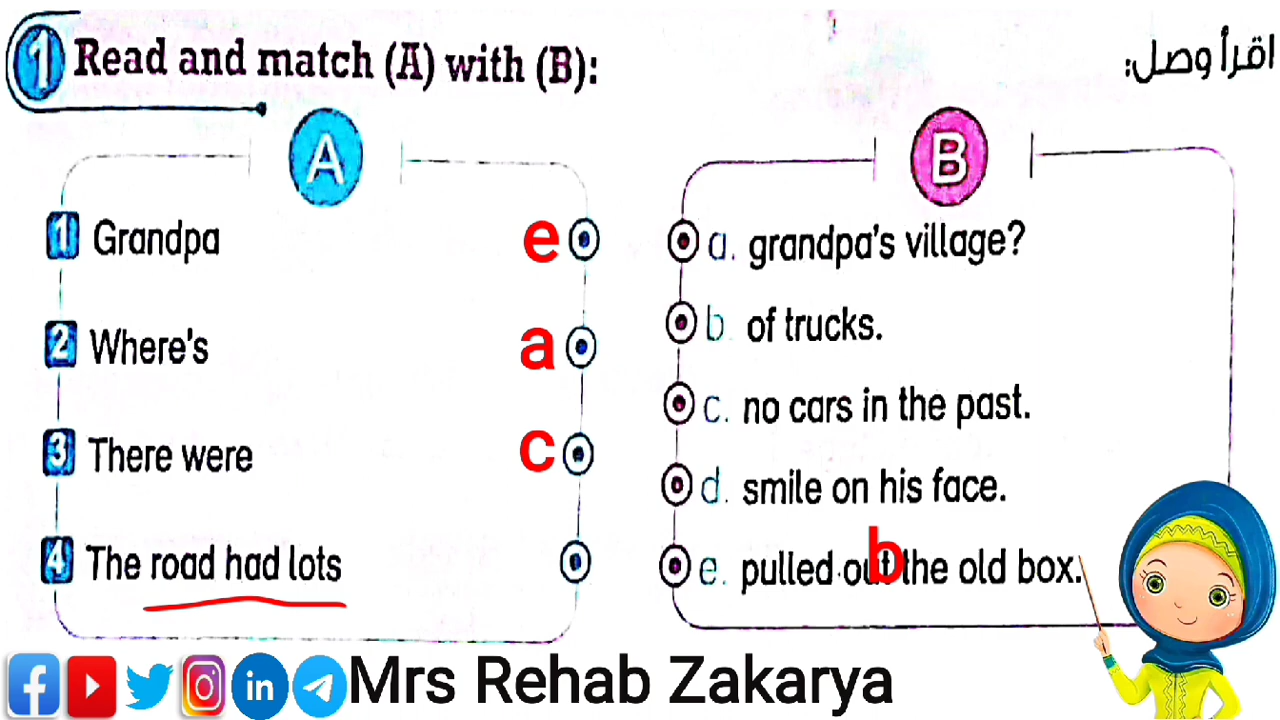 1 Read and match (A) with (B): اقرأ وصل:
A
1 Grandpa e
2 Where's a
3 There were c
4 The road had lots
B
a. grandpa's village?
b. of trucks.
c. no cars in the past.
d. smile on his face.
e. pulled out the old box.
b
Mrs Rehab Zakarya